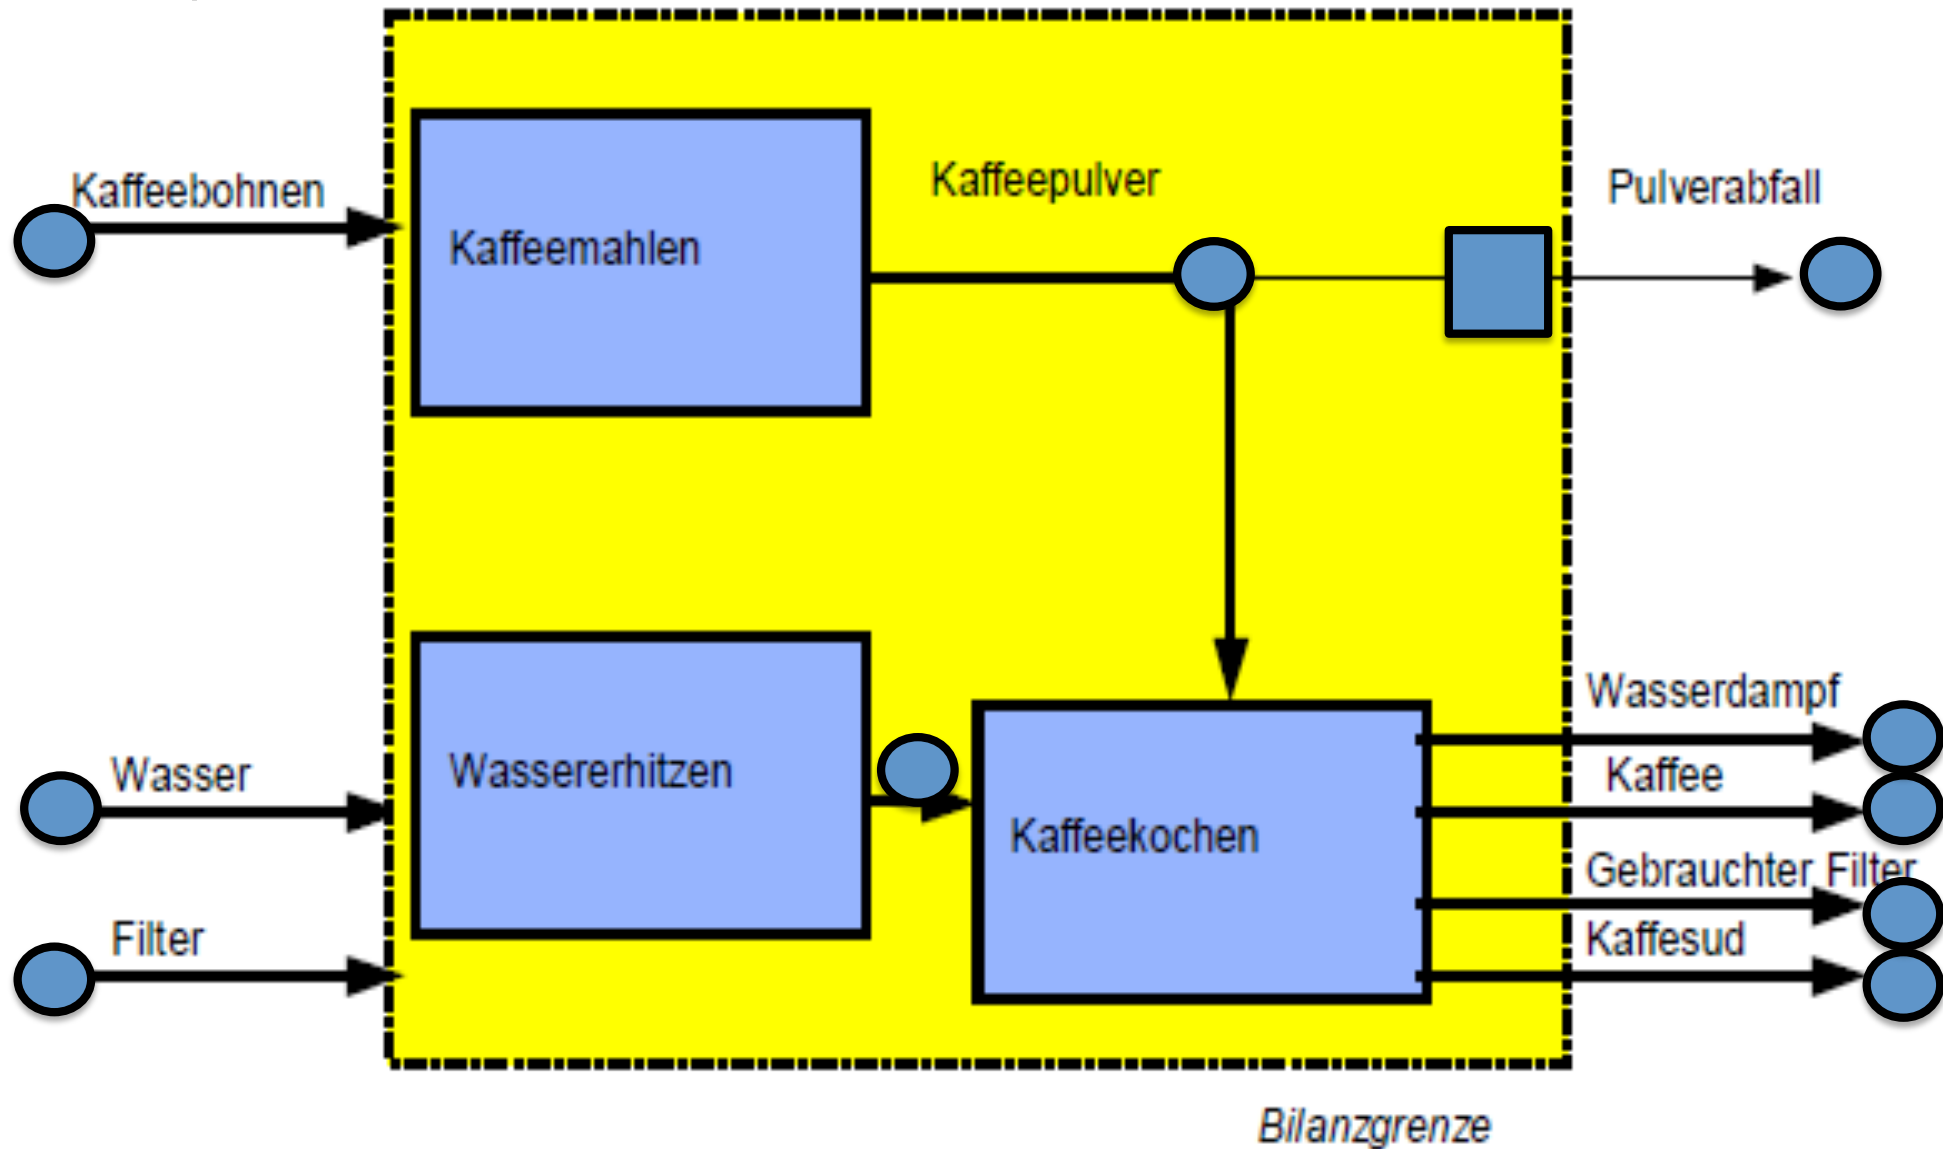 Kaffeebohnen
Kaffeepulver
Pulverabfall
Kaffeemahlen
Wasserdampf
Wasser
Wassererhitzen
Kaffee
Kaffeekochen
Gebrauchter Filter
Filter
Kaffesud
Bilanzgrenze